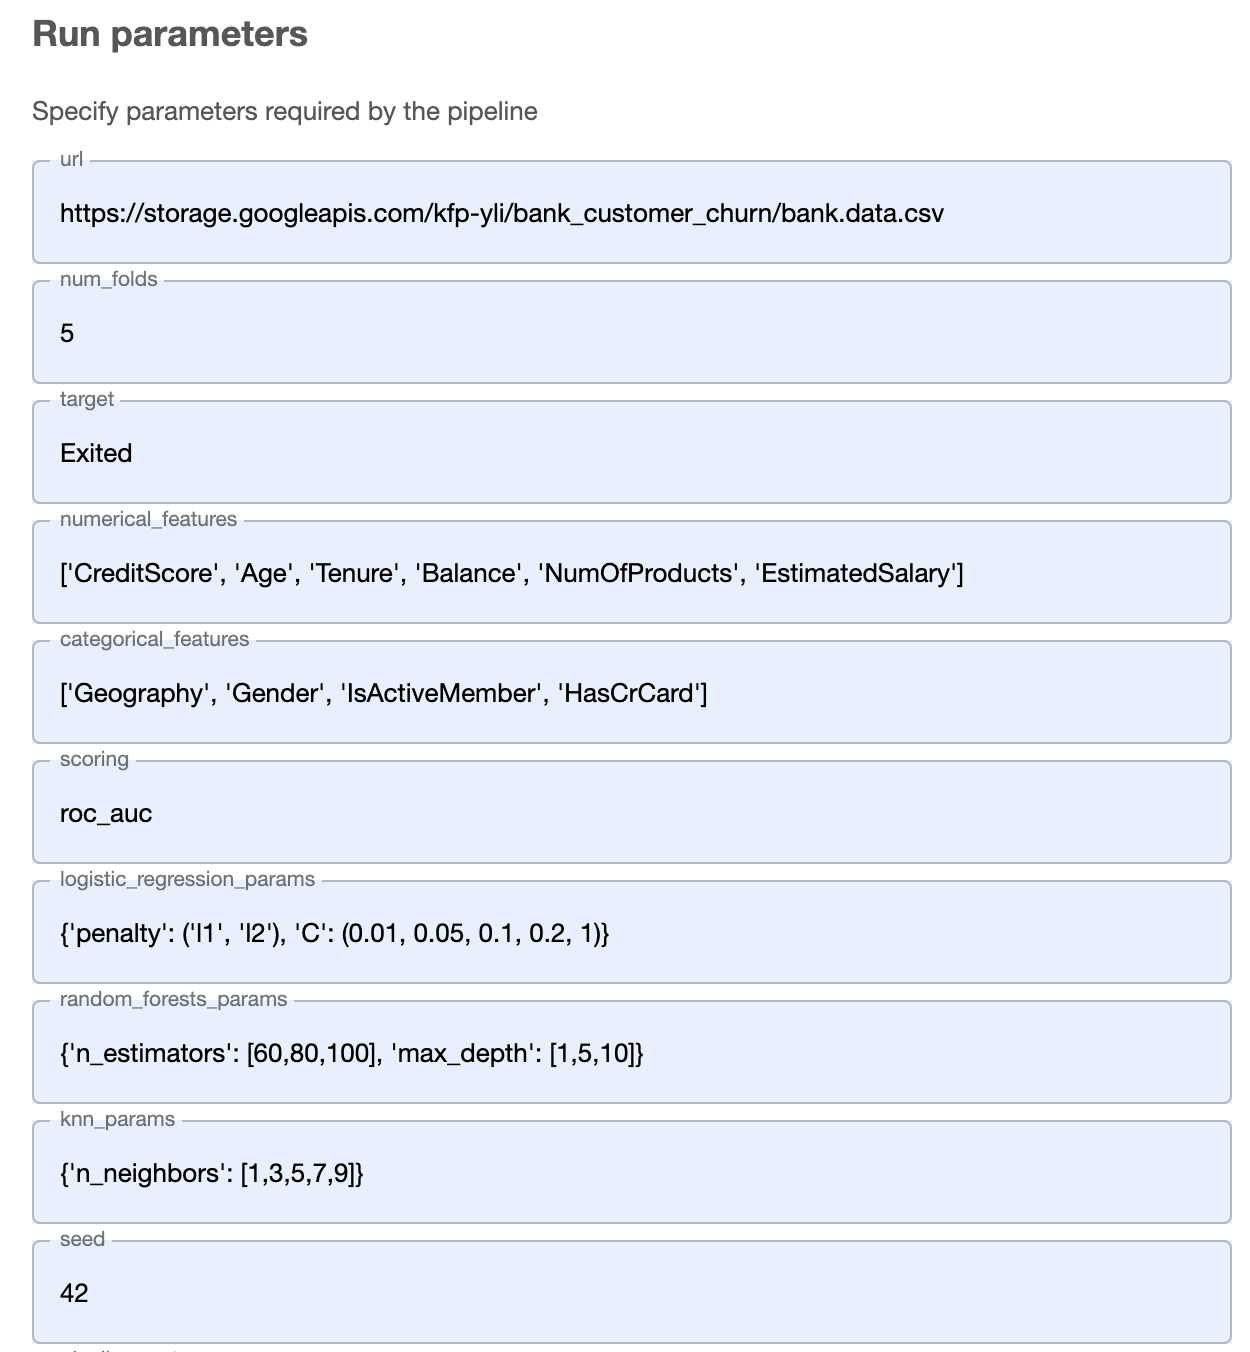 Run parameters
Specify parameters required by the pipeline
url
https://storage.googleapis.com/kfp-yli/bank_customer_churn/bank.data.csv
num_folds
5
target
Exited
numerical_features
['CreditScore', 'Age', 'Tenure', 'Balance', 'NumOfProducts', 'EstimatedSalary']
categorical_features
['Geography', 'Gender', 'IsActiveMember', 'HasCrCard']
scoring
roc_auc
logistic_regression_params
{'penalty': ('l1', 'l2'), 'C': (0.01, 0.05, 0.1, 0.2, 1)}
random_forests_params
{'n_estimators': [60,80,100], 'max_depth': [1,5,10]}
knn_params
{'n_neighbors': [1,3,5,7,9]}
seed
42